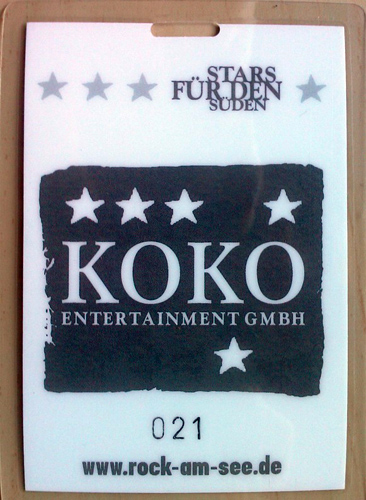 STARS
FÜR DEN
SÜDEN
KOKO
ENTERTAINMENT GMBH
021
www.rock-am-see.de